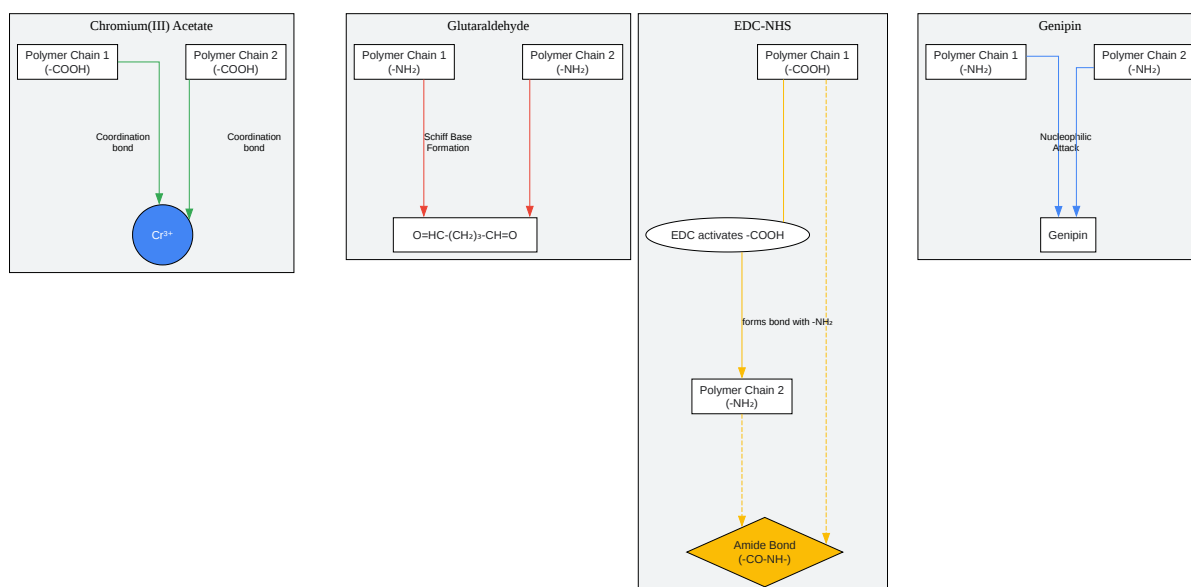 Chromium(III) Acetate
Polymer Chain 1
(-COOH)
Polymer Chain 2
(-COOH)
Coordination
bond
Coordination
bond
Cr³⁺
Glutaraldehyde
Polymer Chain 1
(-NH₂)
Polymer Chain 2
(-NH₂)
Schiff Base
Formation
O=HC-(CH₂)₃-CH=O
EDC-NHS
Polymer Chain 1
(-COOH)
EDC activates -COOH
forms bond with -NH₂
Polymer Chain 2
(-NH₂)
Amide Bond
(-CO-NH-)
Genipin
Polymer Chain 1
(-NH₂)
Polymer Chain 2
(-NH₂)
Nucleophilic
Attack
Genipin